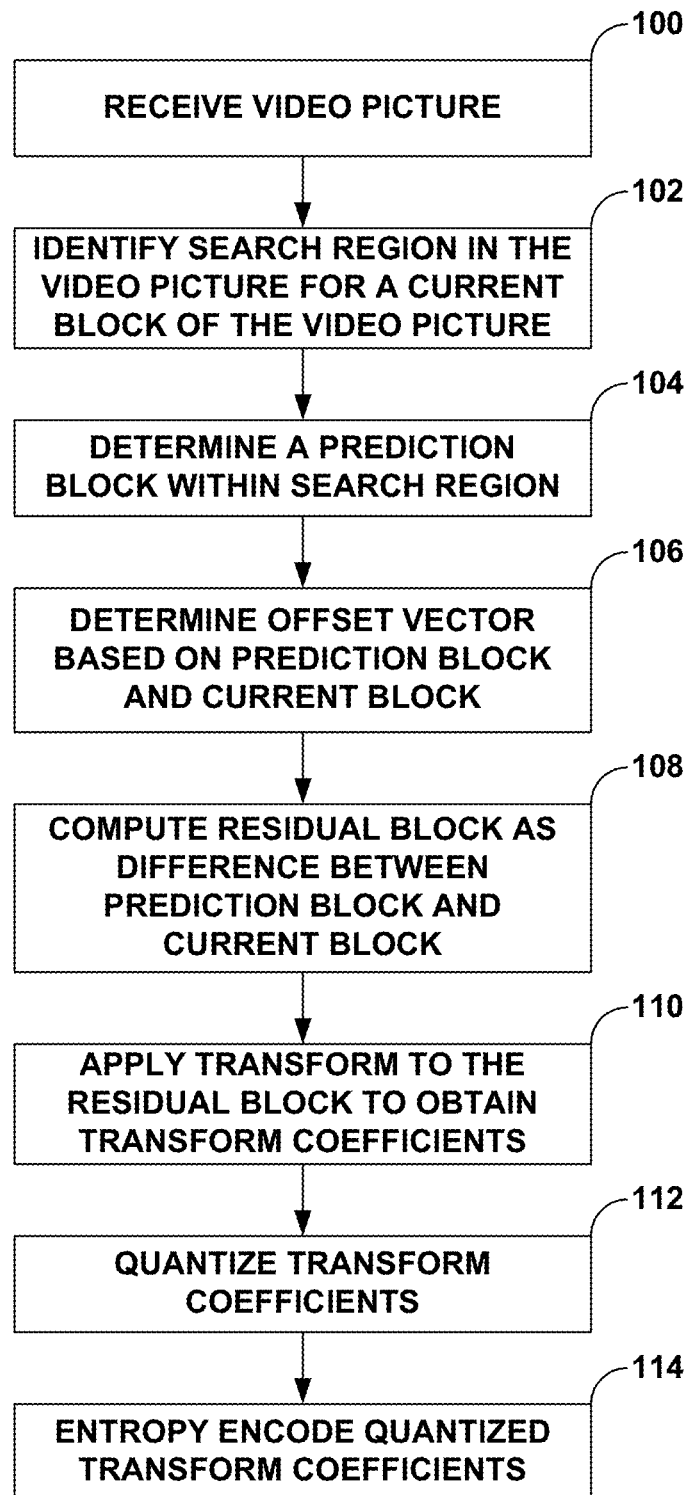 100
RECEIVE VIDEO PICTURE
102
IDENTIFY SEARCH REGION IN THE
VIDEO PICTURE FOR A CURRENT
BLOCK OF THE VIDEO PICTURE
104
DETERMINE A PREDICTION
BLOCK WITHIN SEARCH REGION
106
DETERMINE OFFSET VECTOR
BASED ON PREDICTION BLOCK
AND CURRENT BLOCK
108
COMPUTE RESIDUAL BLOCK AS
DIFFERENCE BETWEEN
PREDICTION BLOCK AND
CURRENT BLOCK
110
APPLY TRANSFORM TO THE
RESIDUAL BLOCK TO OBTAIN
TRANSFORM COEFFICIENTS
112
QUANTIZE TRANSFORM
COEFFICIENTS
114
ENTROPY ENCODE QUANTIZED
TRANSFORM COEFFICIENTS